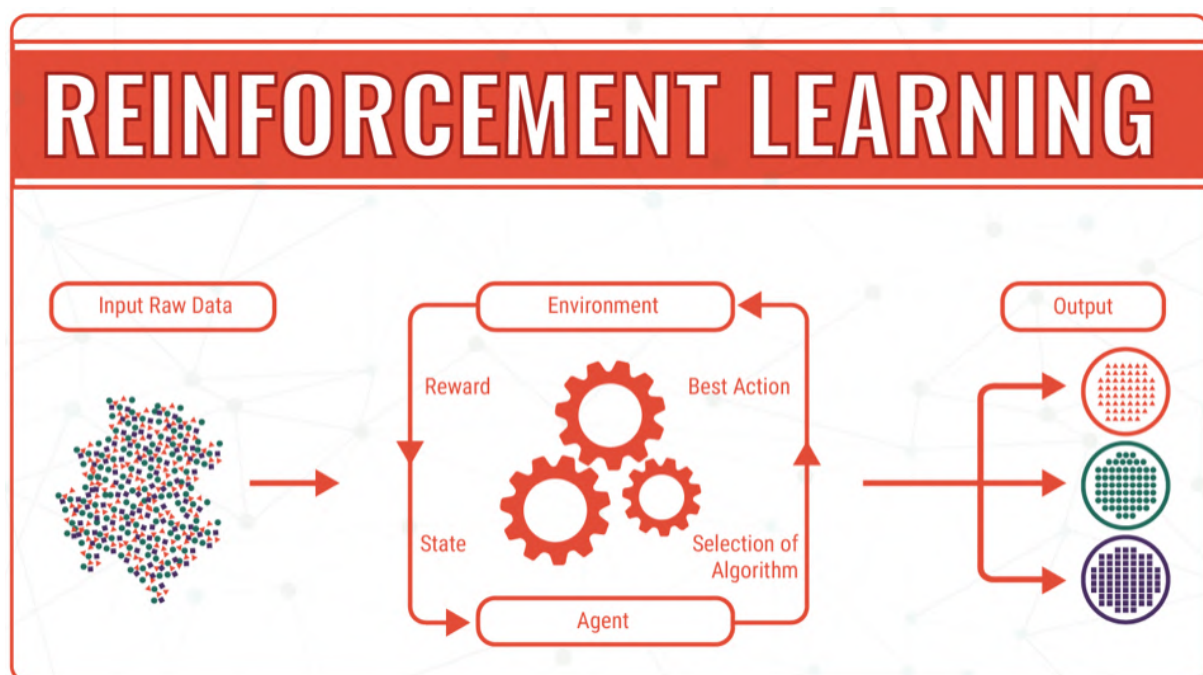 REINFORCEMENT LEARNING
Input Raw Data
Environment
Output
Reward
Best Action
State
Selection of
Algorithm
Agent